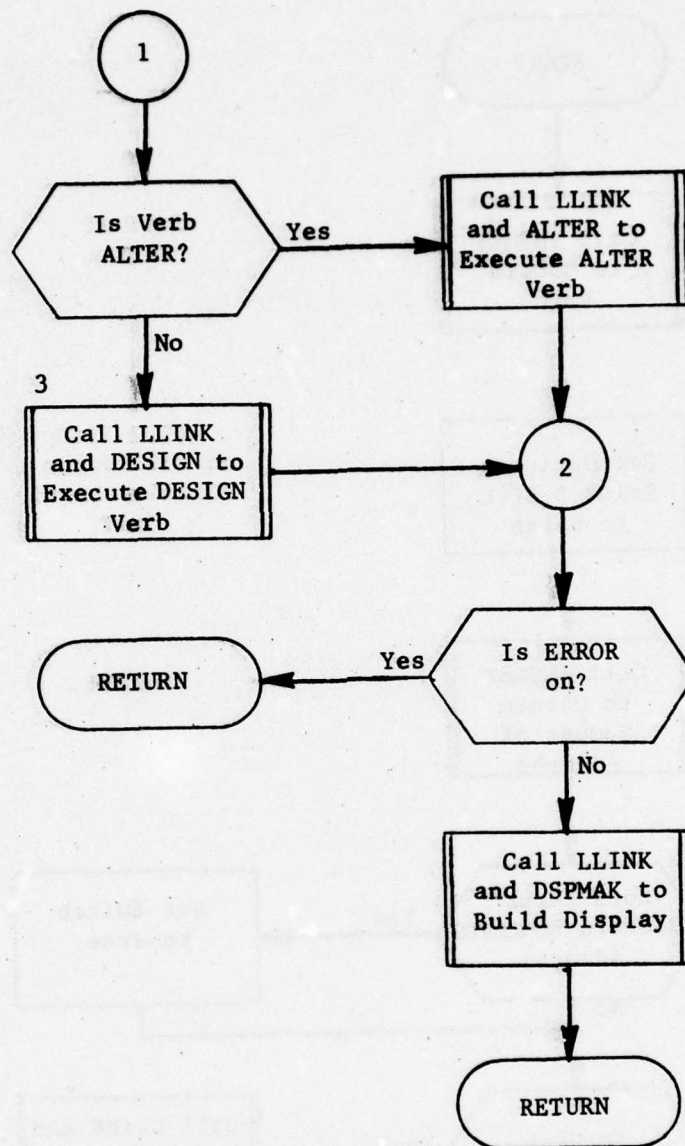 1
Is Verb
ALTER?
Yes
Call LLINK
and ALTER to
Execute ALTER
Verb
No
3
Call LLINK
and DESIGN to
Execute DESIGN
Verb
2
Is ERROR
on?
Yes
RETURN
No
Call LLINK
and DSPMAK to
Build Display
RETURN